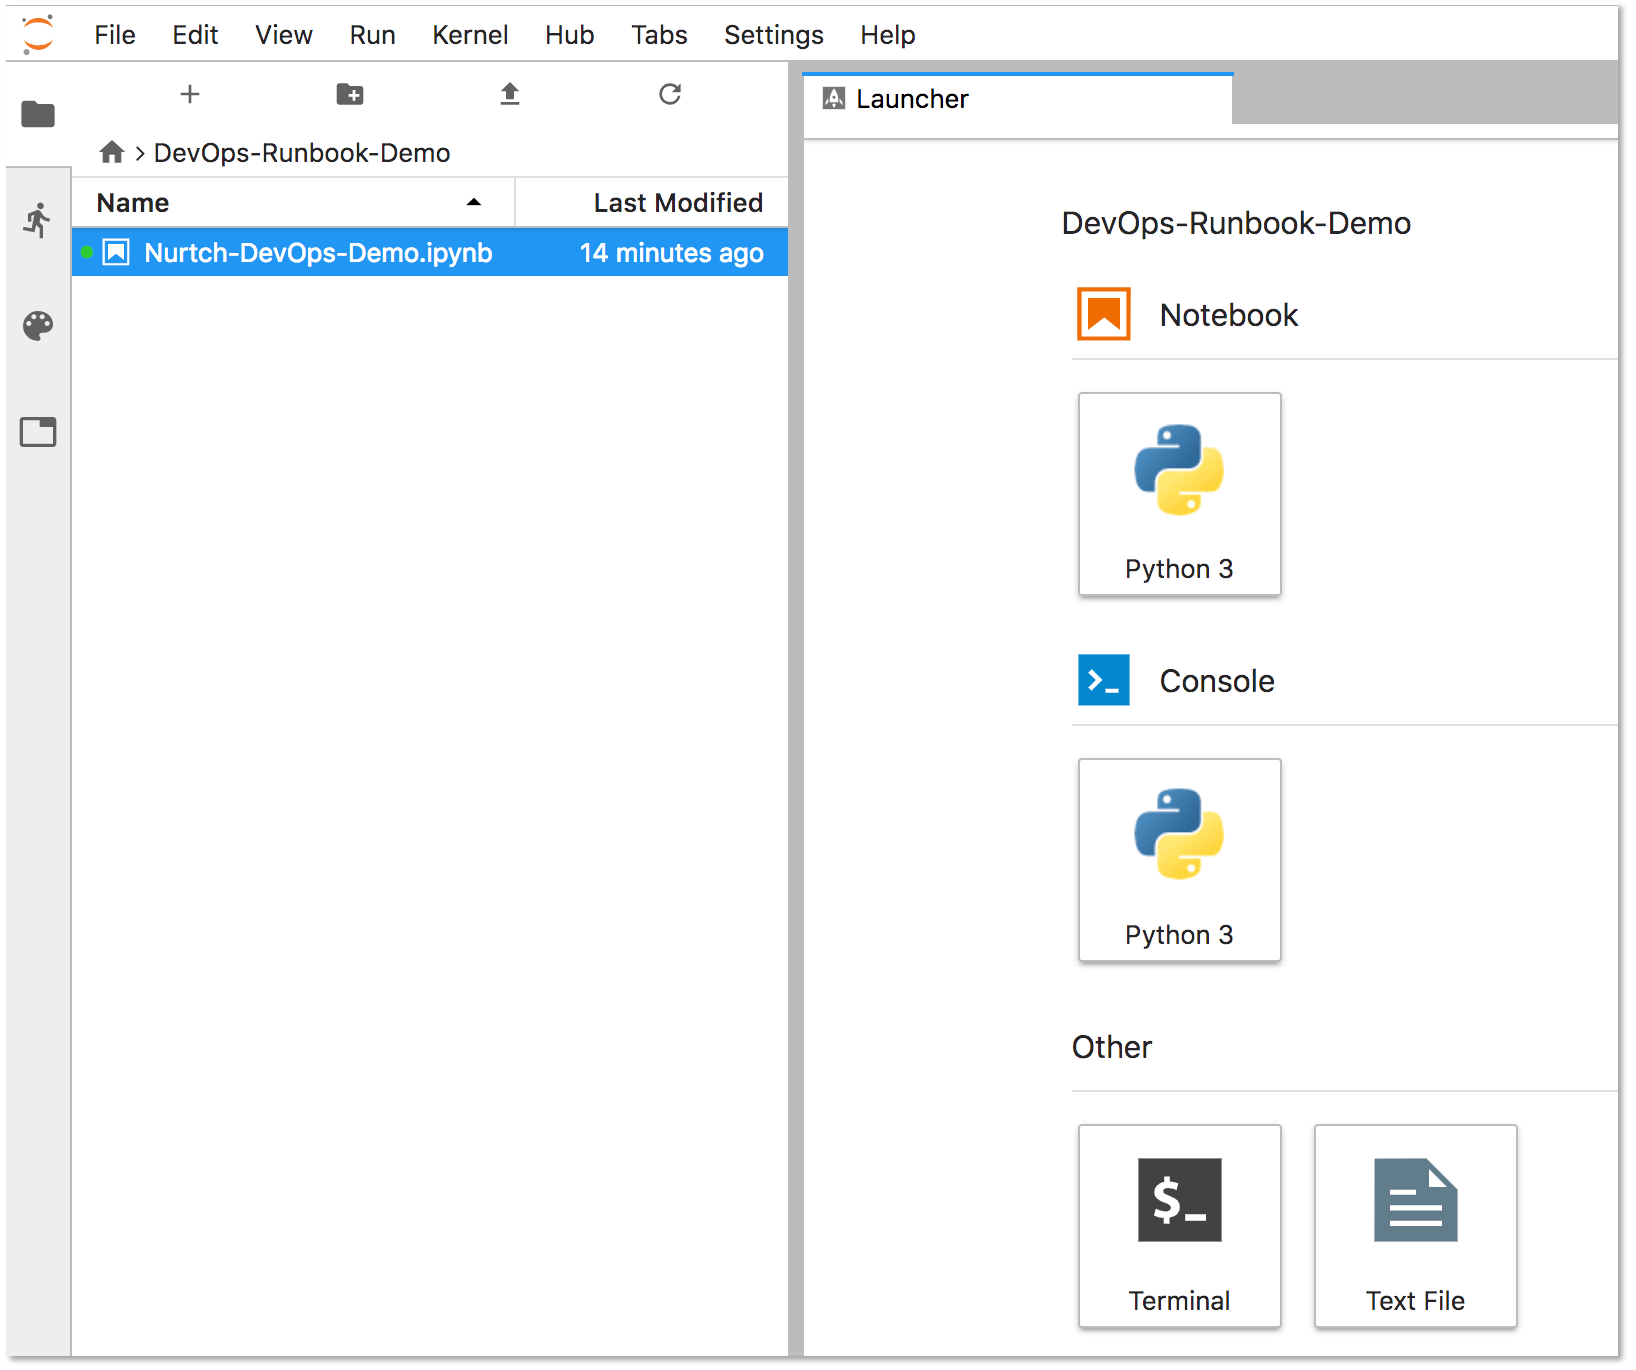 File Edit View Run Kernel Hub Tabs Settings Help
Launcher
DevOps-Runbook-Demo
Name Last Modified
Nurtch-DevOps-Demo.ipynb 14 minutes ago
DevOps-Runbook-Demo
Notebook
Python 3
Console
Python 3
Other
$_
Terminal Text File